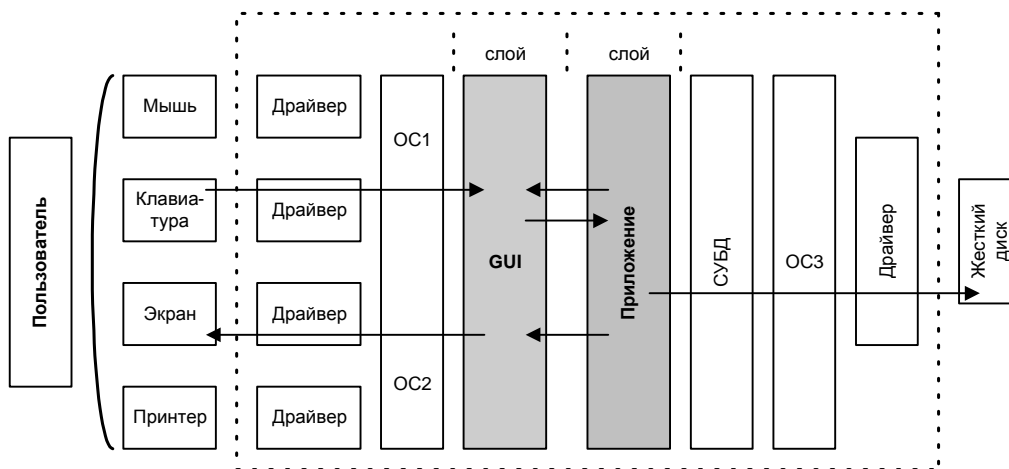 слой
слой
Пользователь
Мышь
Клавиа-
тура
Экран
Принтер
Драйвер
Драйвер
Драйвер
Драйвер
ОС1
ОС2
GUI
Приложение
СУБД
ОС3
Драйвер
Жесткий
диск